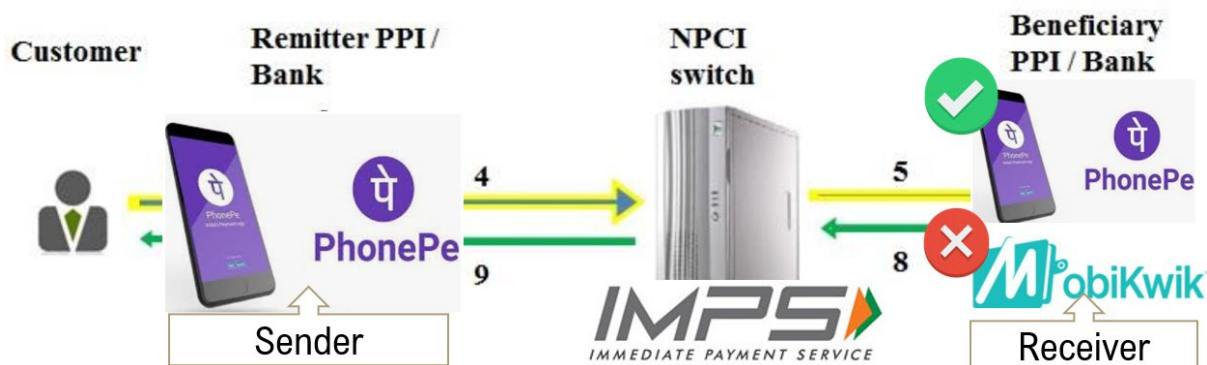 Customer
Remitter PPI /
Bank
NPCI
switch
Beneficiary
PPI / Bank
पे
PhonePe
पे
PhonePe
4
9
5
8
पे
PhonePe
पे
PhonePe
MobiKwik
IMPS
IMMEDIATE PAYMENT SERVICE
Sender
Receiver